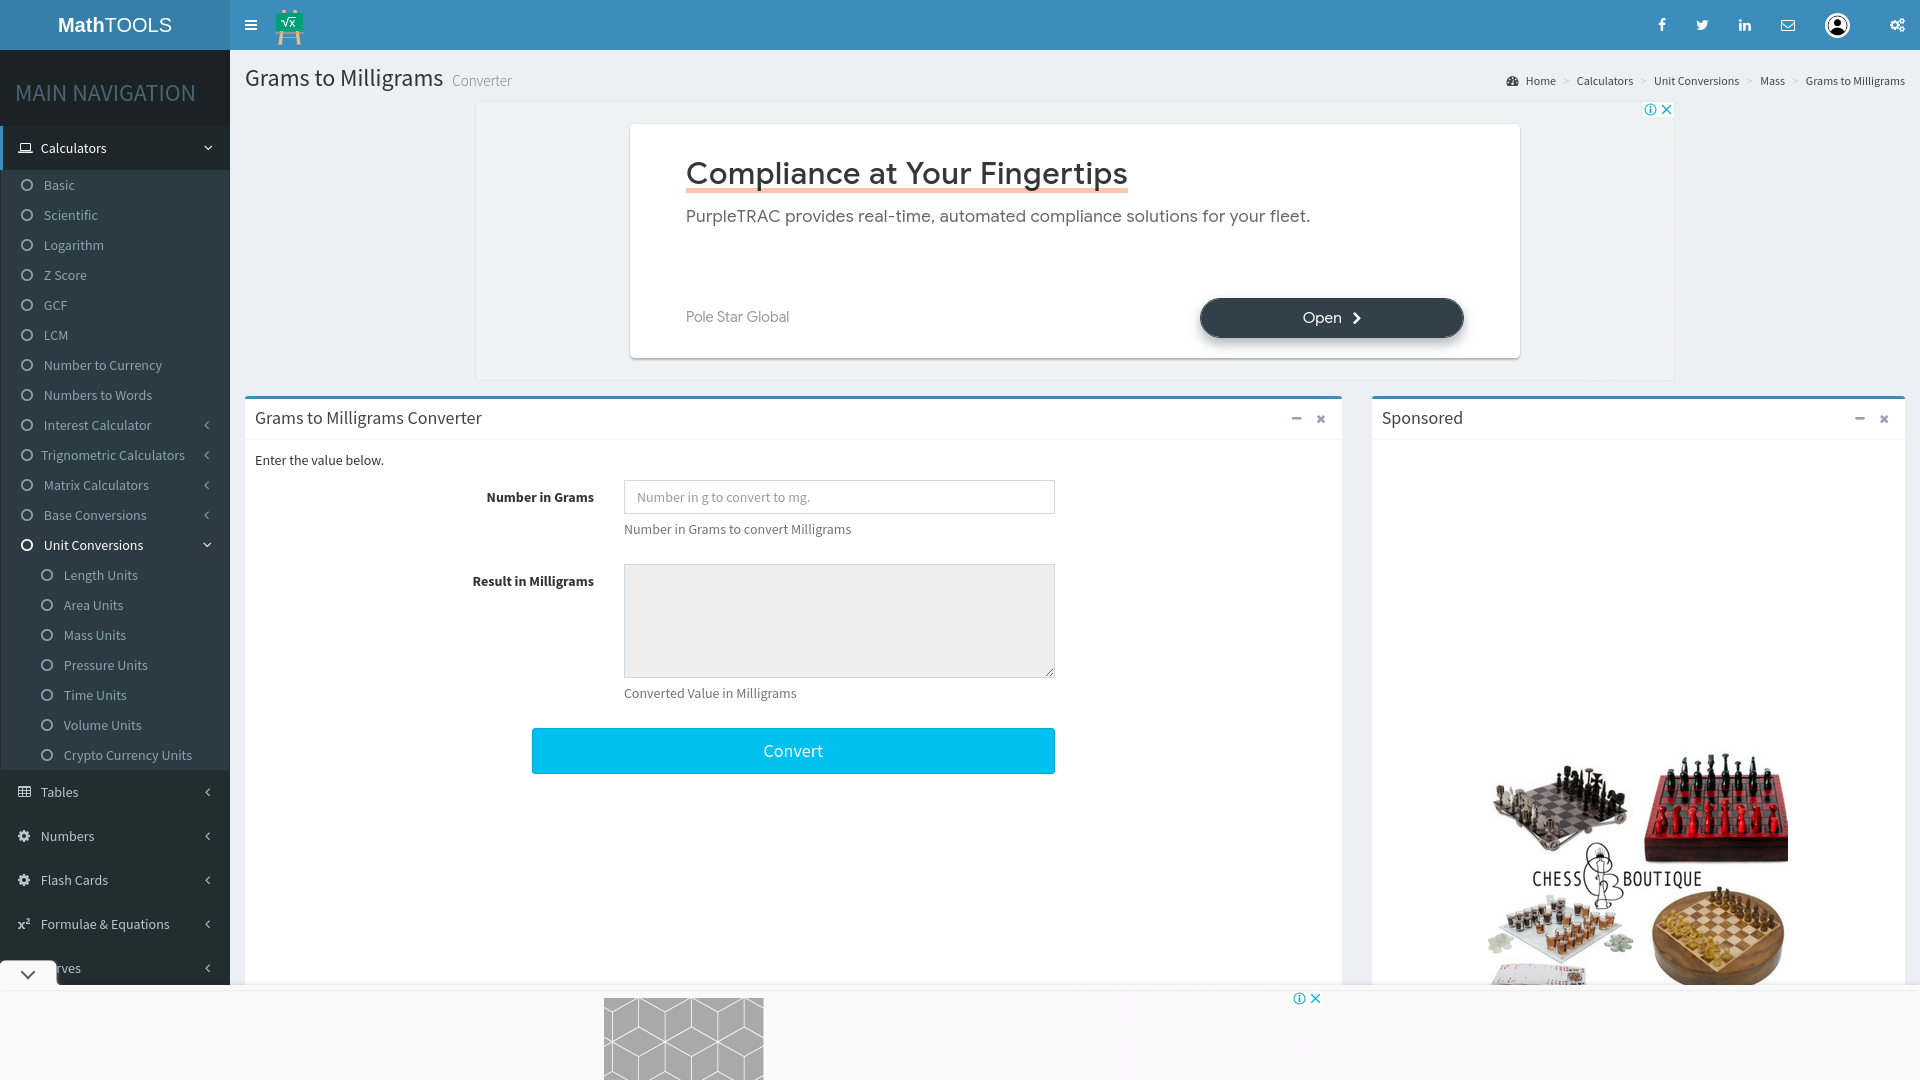 MathTOOLS
√x
MAIN NAVIGATION
Calculators
Basic
Scientific
Logarithm
Z Score
GCF
LCM
Number to Currency
Numbers to Words
Interest Calculator
Trignometric Calculators
Matrix Calculators
Base Conversions
Unit Conversions
Length Units
Area Units
Mass Units
Pressure Units
Time Units
Volume Units
Crypto Currency Units
Tables
Numbers
Flash Cards
x² Formulae & Equations
rves
Grams to Milligrams Converter
Home > Calculators > Unit Conversions > Mass > Grams to Milligrams
Compliance at Your Fingertips
PurpleTRAC provides real-time, automated compliance solutions for your fleet.
Pole Star Global
Open
Grams to Milligrams Converter
Enter the value below.
Number in Grams
Number in g to convert to mg.
Number in Grams to convert Milligrams
Result in Milligrams
Converted Value in Milligrams
Convert
Sponsored
CHESS BOUTIQUE